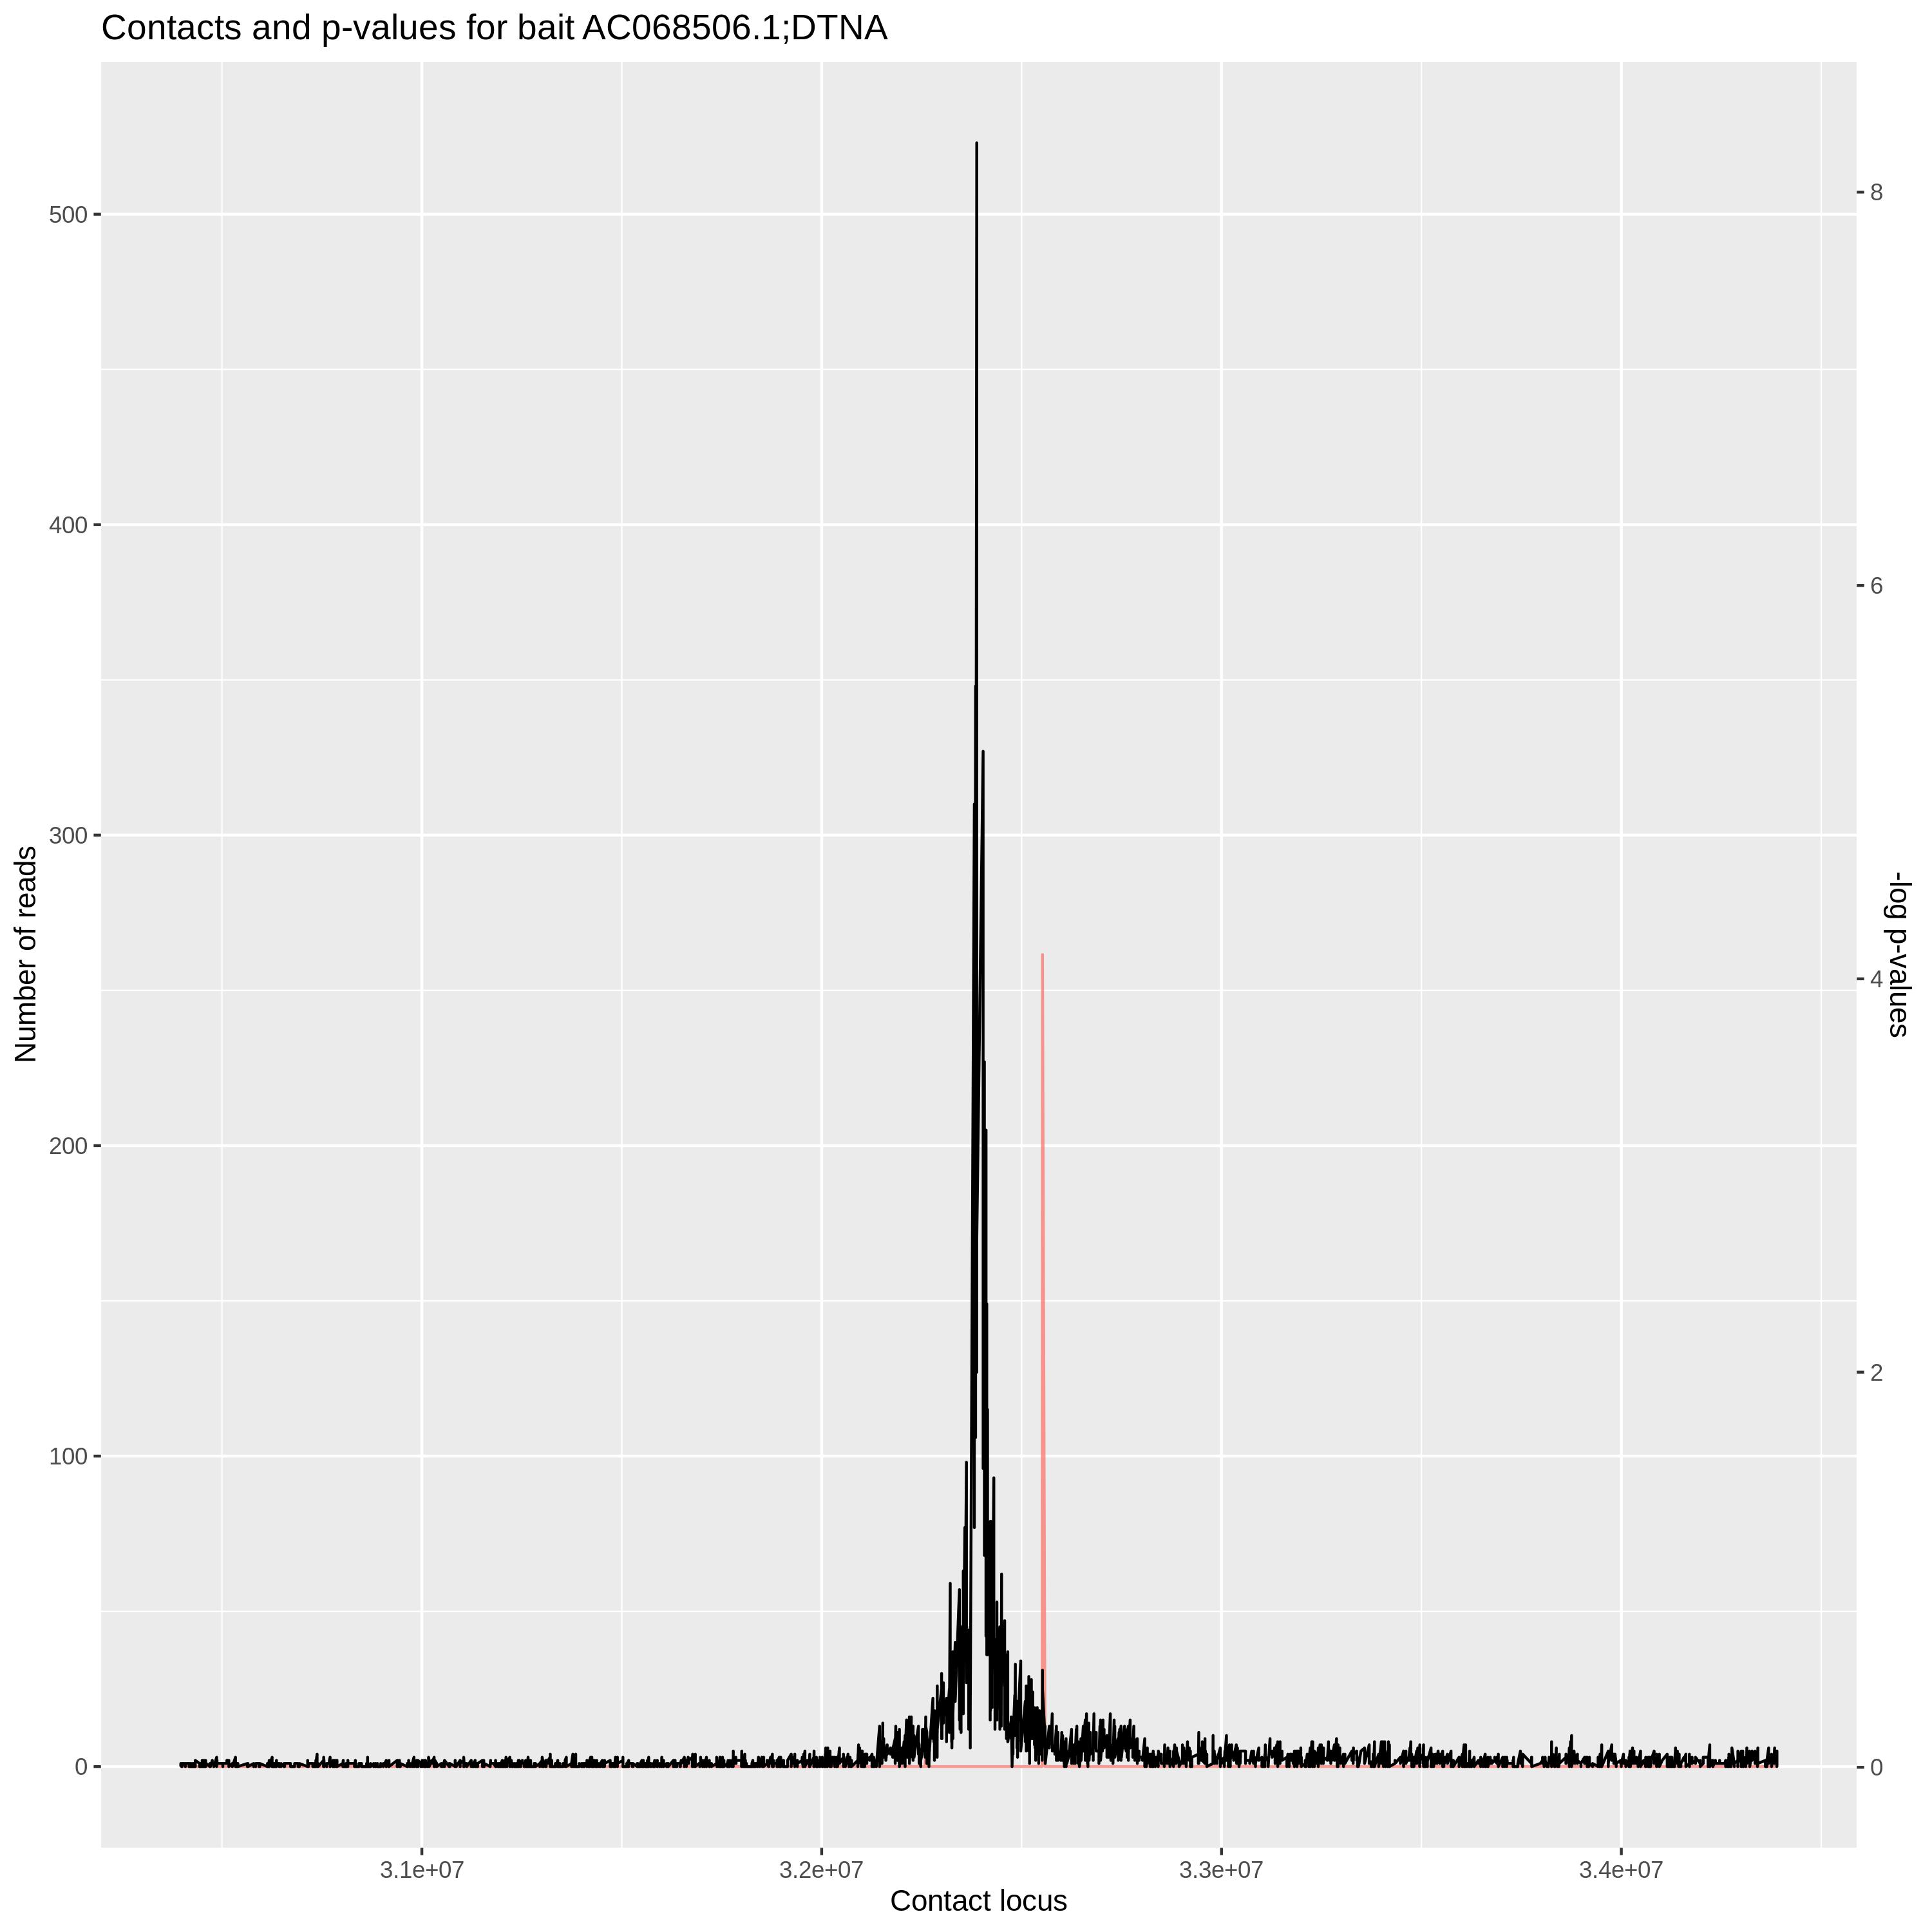 Contacts and p-values for bait AC068506.1;DTNA
500
400
300
200
100
0
Number of reads
8
6
4
2
0
-log p-values
3.1e+07
3.2e+07
3.3e+07
3.4e+07
Contact locus